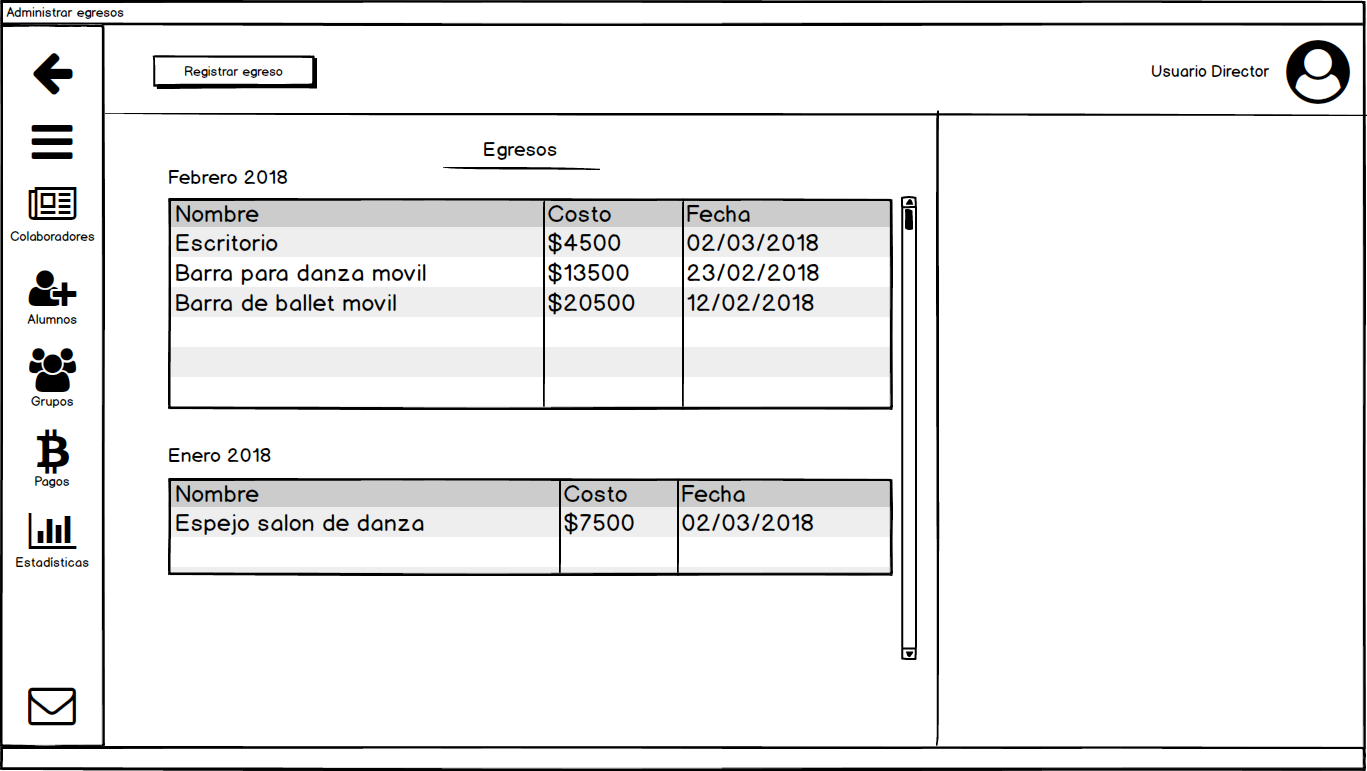 Administrar egresos
Registrar egreso
Usuario Director
Colaboradores
Alumnos
Grupos
Pagos
Estadísticas
Egresos
Febrero 2018
Nombre Costo Fecha
Escritorio $4500 02/03/2018
Barra para danza movil $13500 23/02/2018
Barra de ballet movil $20500 12/02/2018
Enero 2018
Nombre Costo Fecha
Espejo salon de danza $7500 02/03/2018